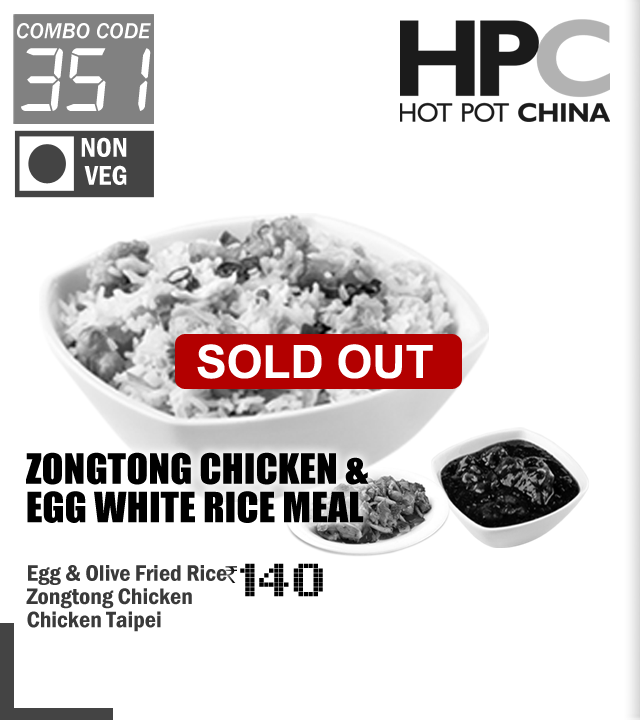 COMBO CODE
351
NON
VEG
HPC
HOT POT CHINA
SOLD OUT
ZONGTONG CHICKEN &
EGG WHITE RICE MEAL
Egg & Olive Fried Rice
₹140
Zongtong Chicken
Chicken Taipei